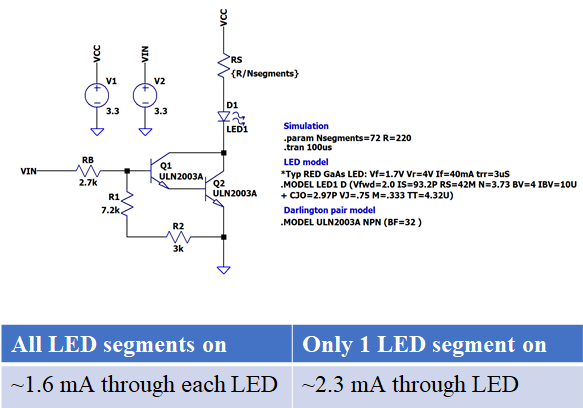 VCC
RS
{R/Nsegments}
VCC
VIN
V1
V2
3.3
3.3
D1
LED1
VIN
RB
2.7k
Q1
ULN2003A
Q2
ULN2003A
R1
7.2k
R2
3k
Simulation
.param Nsegments=72 R=220
.tran 100us
LED model
*Typ RED GaAs LED: Vf=1.7V Vr=4V If=40mA trr=3uS
.MODEL LED1 D (Vfwd=2.0 IS=93.2P RS=42M N=3.73 BV=4 IBV=10U
+ CJO=2.97P VJ=.75 M=.333 TT=4.32U)
Darlington pair model
.MODEL ULN2003A NPN (BF=32 )
All LED segments on
Only 1 LED segment on
~1.6 mA through each LED
~2.3 mA through LED